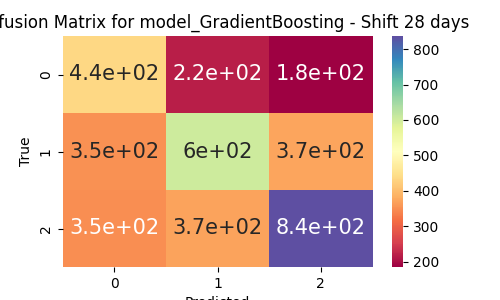 fusion Matrix for model_GradientBoosting - Shift 28 days
0 4.4e+02 2.2e+02 1.8e+02
1 3.5e+02 6e+02 3.7e+02
2 3.5e+02 3.7e+02 8.4e+02
0 1 2
True
Predicted
800
700
600
500
400
300
200